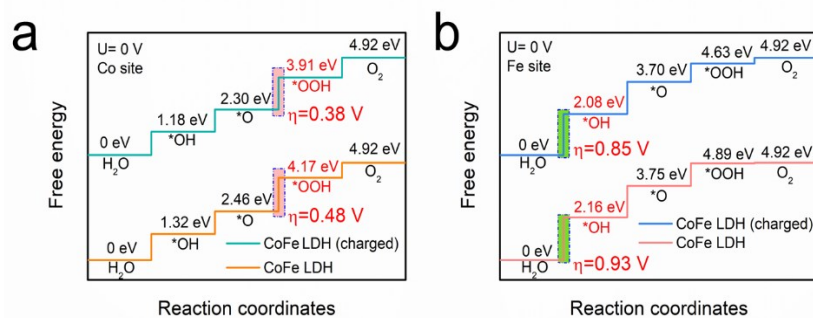 a
U= 0 V
Co site
0 eV
H₂O
1.18 eV
*OH
2.30 eV
*O
3.91 eV
*OOH
4.92 eV
O₂
η=0.38 V
0 eV
H₂O
1.32 eV
*OH
2.46 eV
*O
4.17 eV
*OOH
4.92 eV
O₂
η=0.48 V
CoFe LDH (charged)
CoFe LDH
Free energy
Reaction coordinates
b
U= 0 V
Fe site
0 eV
H₂O
2.08 eV
*OH
3.70 eV
*O
4.63 eV
*OOH
4.92 eV
O₂
η=0.85 V
0 eV
H₂O
2.16 eV
*OH
3.75 eV
*O
4.89 eV
*OOH
4.92 eV
O₂
η=0.93 V
CoFe LDH (charged)
CoFe LDH
Free energy
Reaction coordinates